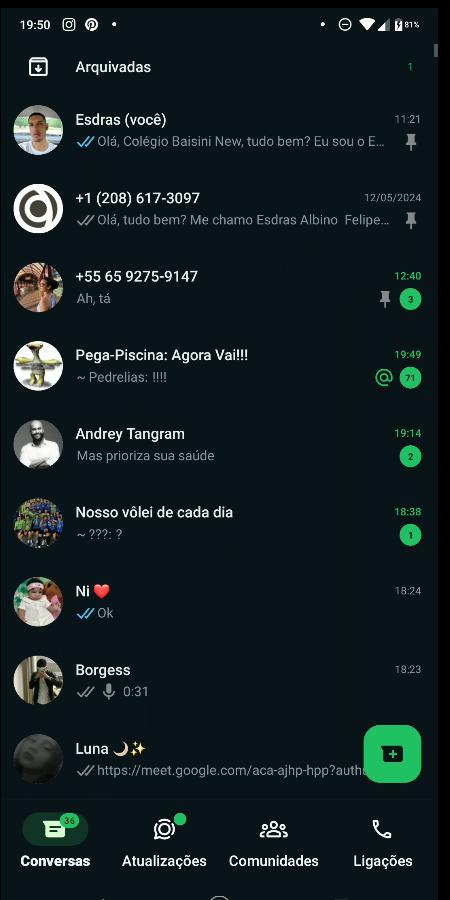 19:50 81%
Arquivadas 1
Esdras (você) 11:21
Olá, Colégio Baisini New, tudo bem? Eu sou o E...
+1 (208) 617-3097 12/05/2024
Olá, tudo bem? Me chamo Esdras Albino Felipe...
+55 65 9275-9147 12:40
Ah, tá 3
Pega-Piscina: Agora Vai!!! 19:49
~ Pedrelias: !!!! @ 71
Andrey Tangram 19:14
Mas prioriza sua saúde 2
Nosso vôlei de cada dia 18:38
~ ???: ? 1
Ni ❤️ 18:24
Ok
Borgess 18:23
0:31
Luna 🌙✨
https://meet.google.com/aca-ajhp-hpp?authu
36
Conversas Atualizações Comunidades Ligações